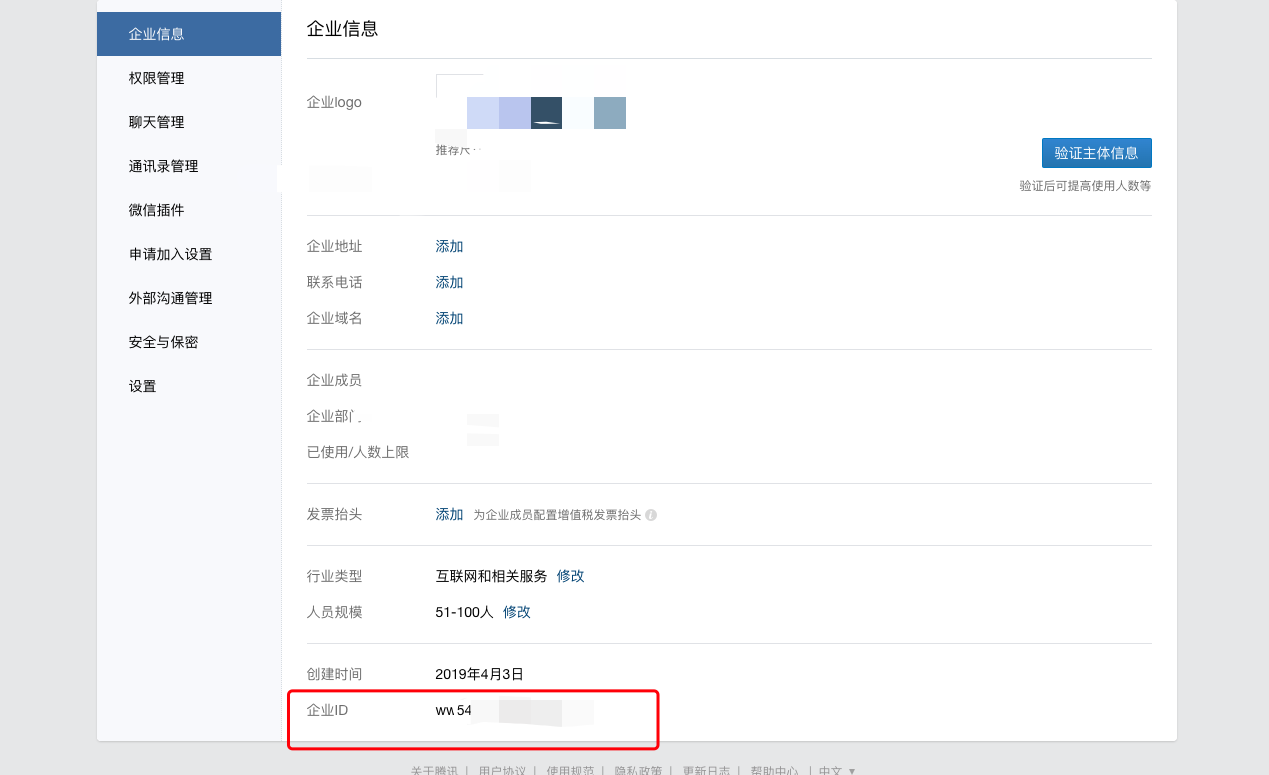 企业信息
权限管理
聊天管理
通讯录管理
微信插件
申请加入设置
外部沟通管理
安全与保密
设置
企业信息
企业logo
推荐尺
验证主体信息
验证后可提高使用人数等
企业地址 添加
联系电话 添加
企业域名 添加
企业成员
企业部门
已使用/人数上限
发票抬头 添加 为企业成员配置增值税发票抬头
行业类型 互联网和相关服务 修改
人员规模 51-100人 修改
创建时间 2019年4月3日
企业ID ww54
关于腾讯 | 用户协议 | 使用规范 | 隐私政策 | 更新日志 | 帮助中心 | 中文 ▼